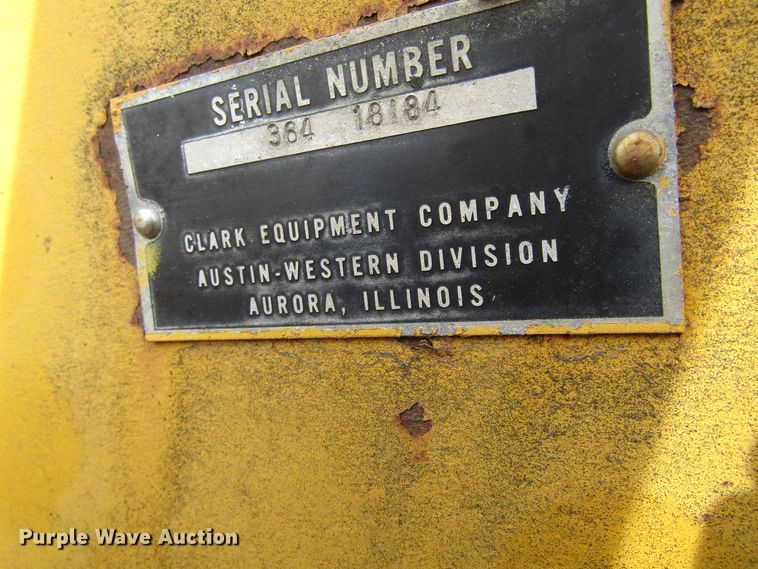 SERIAL NUMBER
364 18184
CLARK EQUIPMENT COMPANY
AUSTIN-WESTERN DIVISION
AURORA, ILLINOIS
Purple Wave Auction